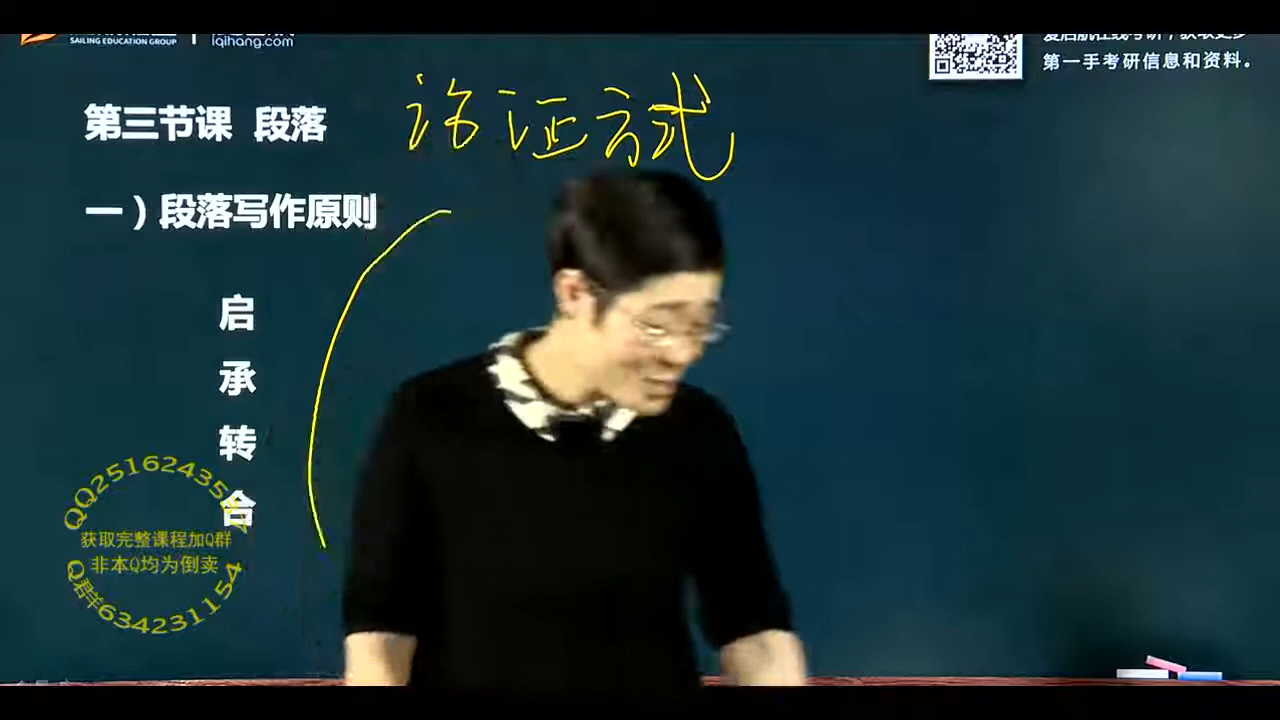 SAILING EDUCATION GROUP
iqihang.com
第一手考研信息和资料。
第三节课 段落
论证方式
一）段落写作原则
启
承
转
合
获取完整课程加Q群
非本Q均为倒卖
Q群634231154